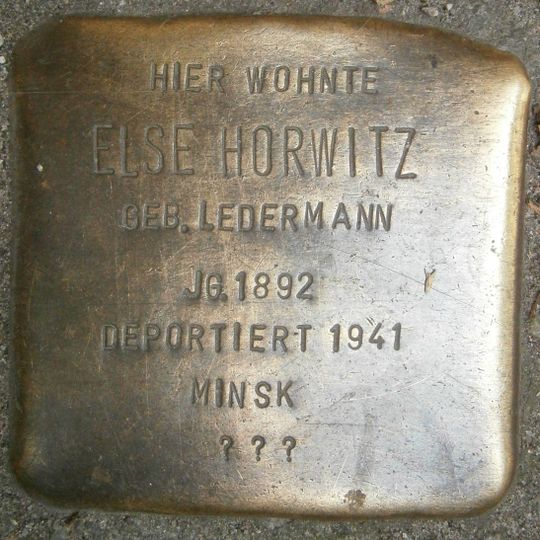 HIER WOHNTE
ELSE HORWITZ
GEB. LEDERMANN
JG. 1892
DEPORTIERT 1941
MINSK
? ? ?